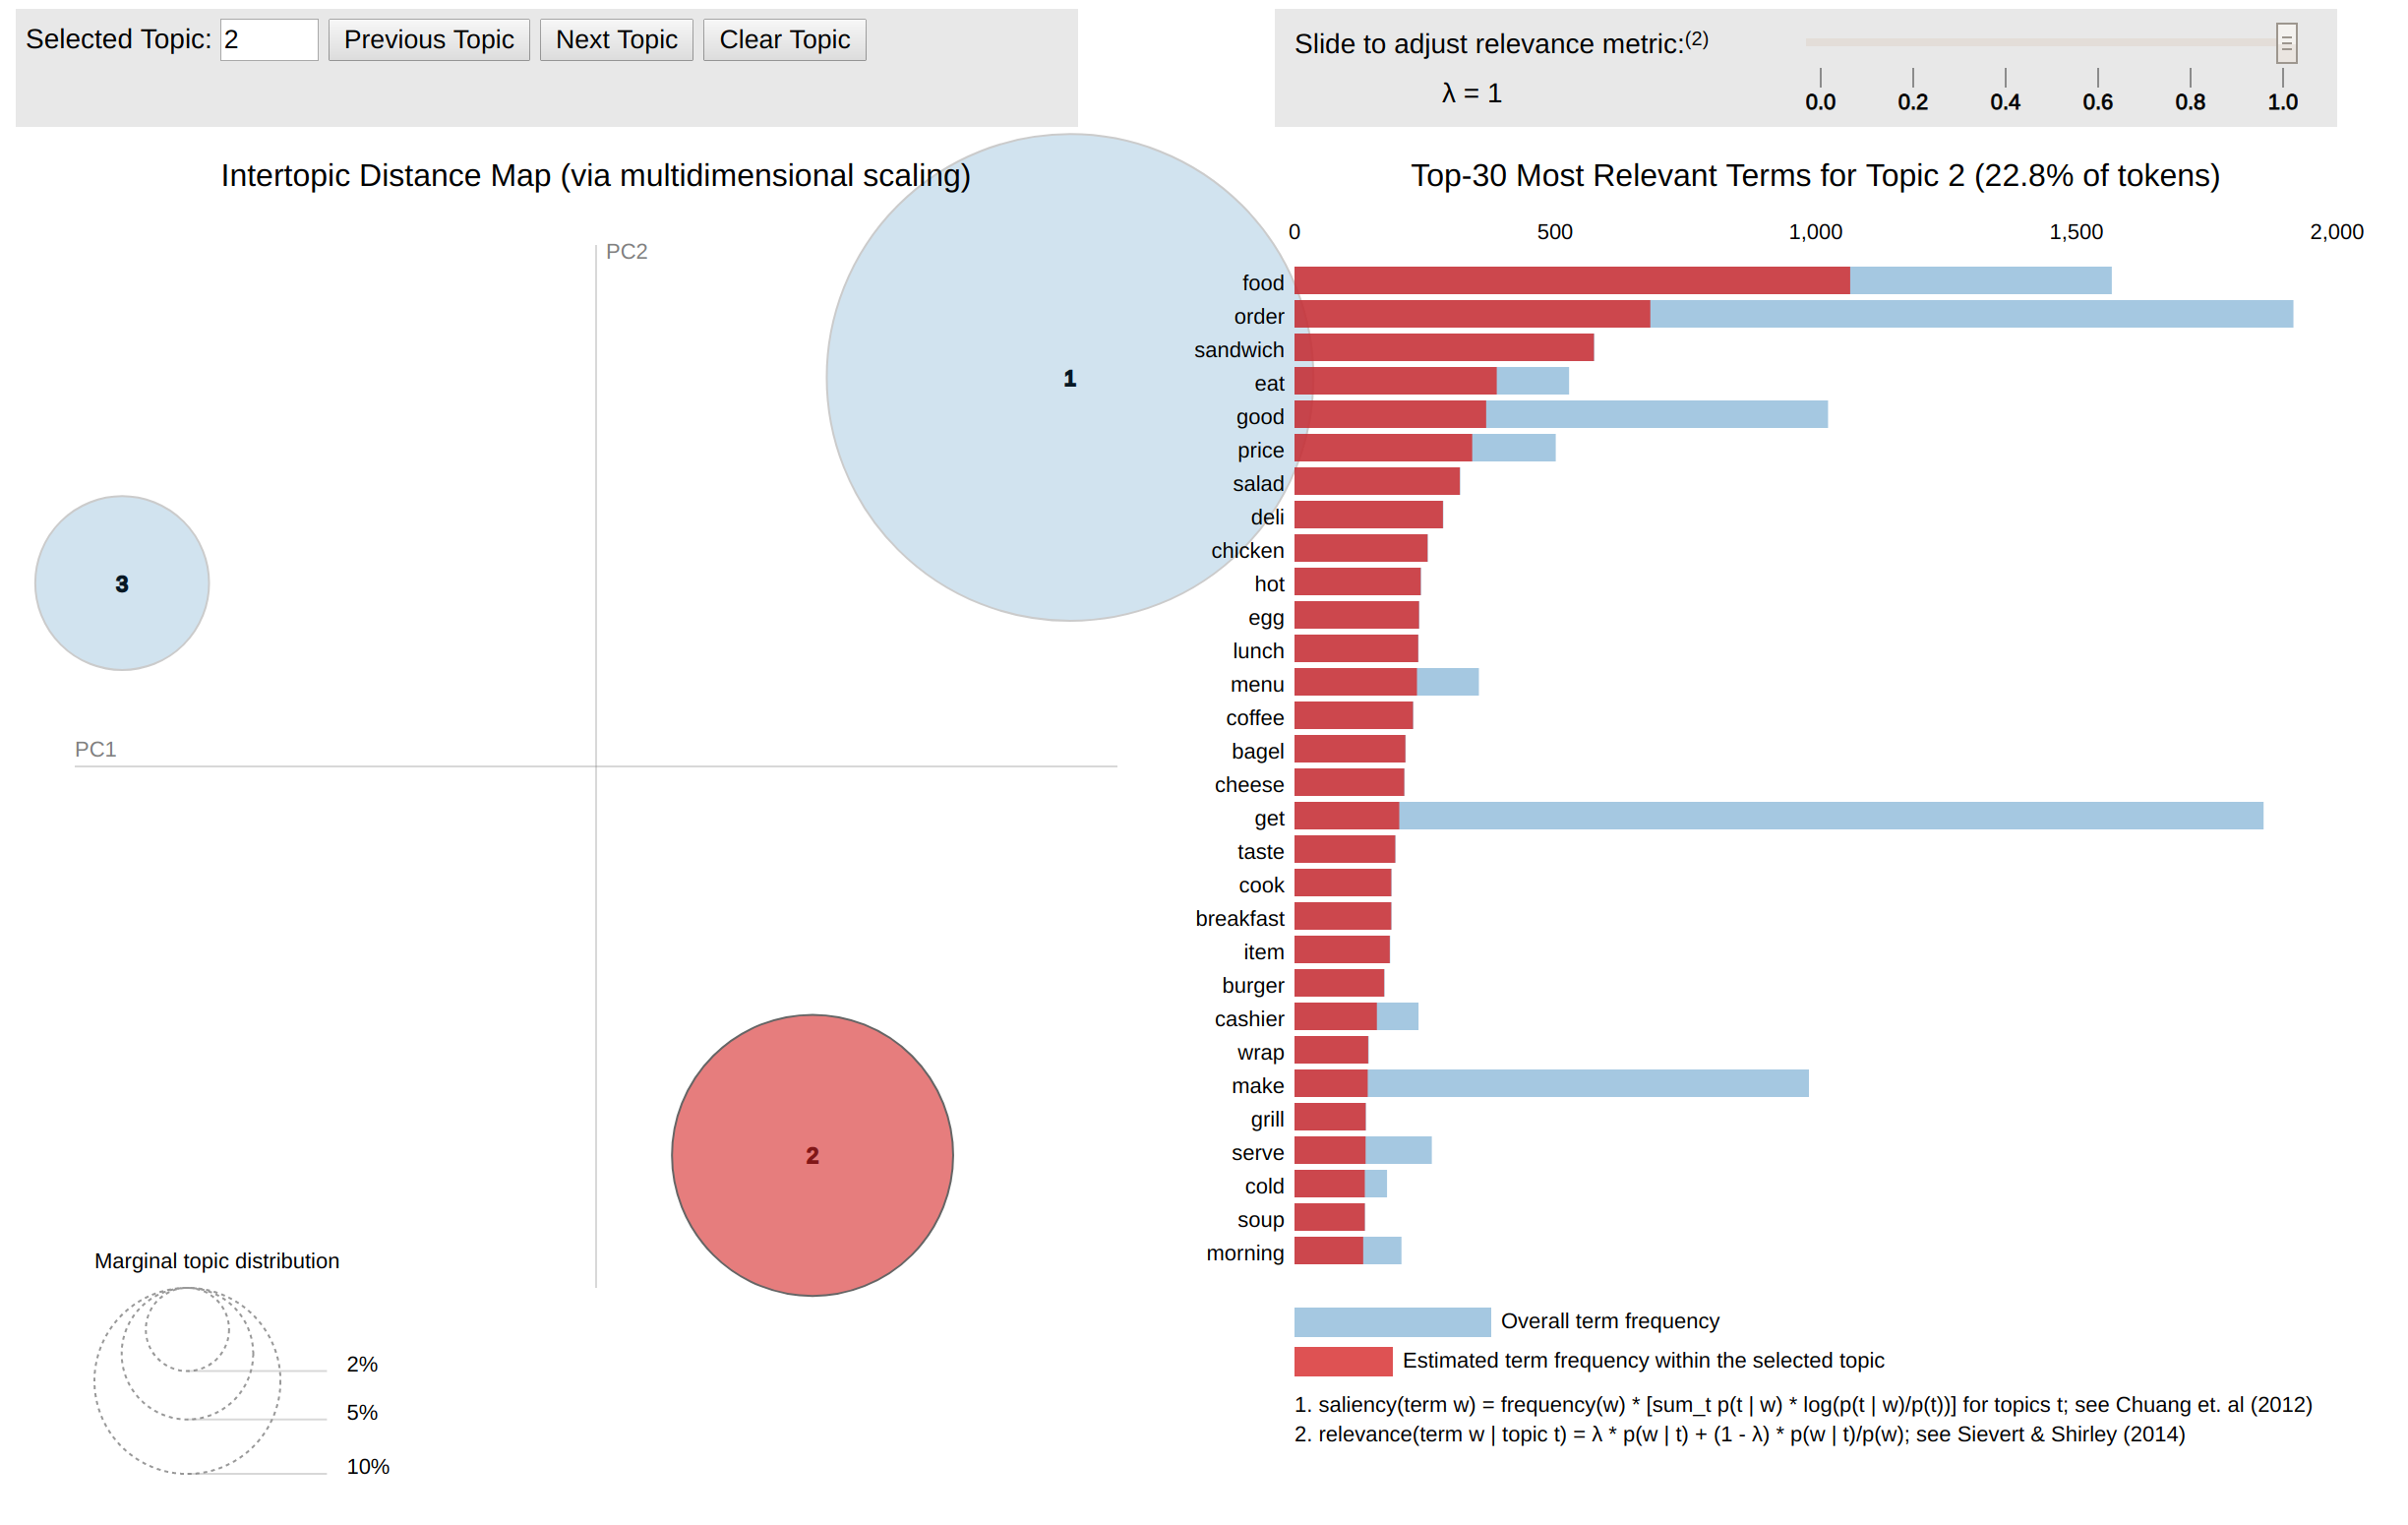 Selected Topic: 2 Previous Topic Next Topic Clear Topic
Slide to adjust relevance metric:(2)
λ = 1
0.0 0.2 0.4 0.6 0.8 1.0
Intertopic Distance Map (via multidimensional scaling)
PC2
PC1
1
3
2
Marginal topic distribution
2%
5%
10%
Top-30 Most Relevant Terms for Topic 2 (22.8% of tokens)
0 500 1,000 1,500 2,000
food
order
sandwich
eat
good
price
salad
deli
chicken
hot
egg
lunch
menu
coffee
bagel
cheese
get
taste
cook
breakfast
item
burger
cashier
wrap
make
grill
serve
cold
soup
morning
Overall term frequency
Estimated term frequency within the selected topic
1. saliency(term w) = frequency(w) * [sum_t p(t | w) * log(p(t | w)/p(t))] for topics t; see Chuang et. al (2012)
2. relevance(term w | topic t) = λ * p(w | t) + (1 - λ) * p(w | t)/p(w); see Sievert & Shirley (2014)